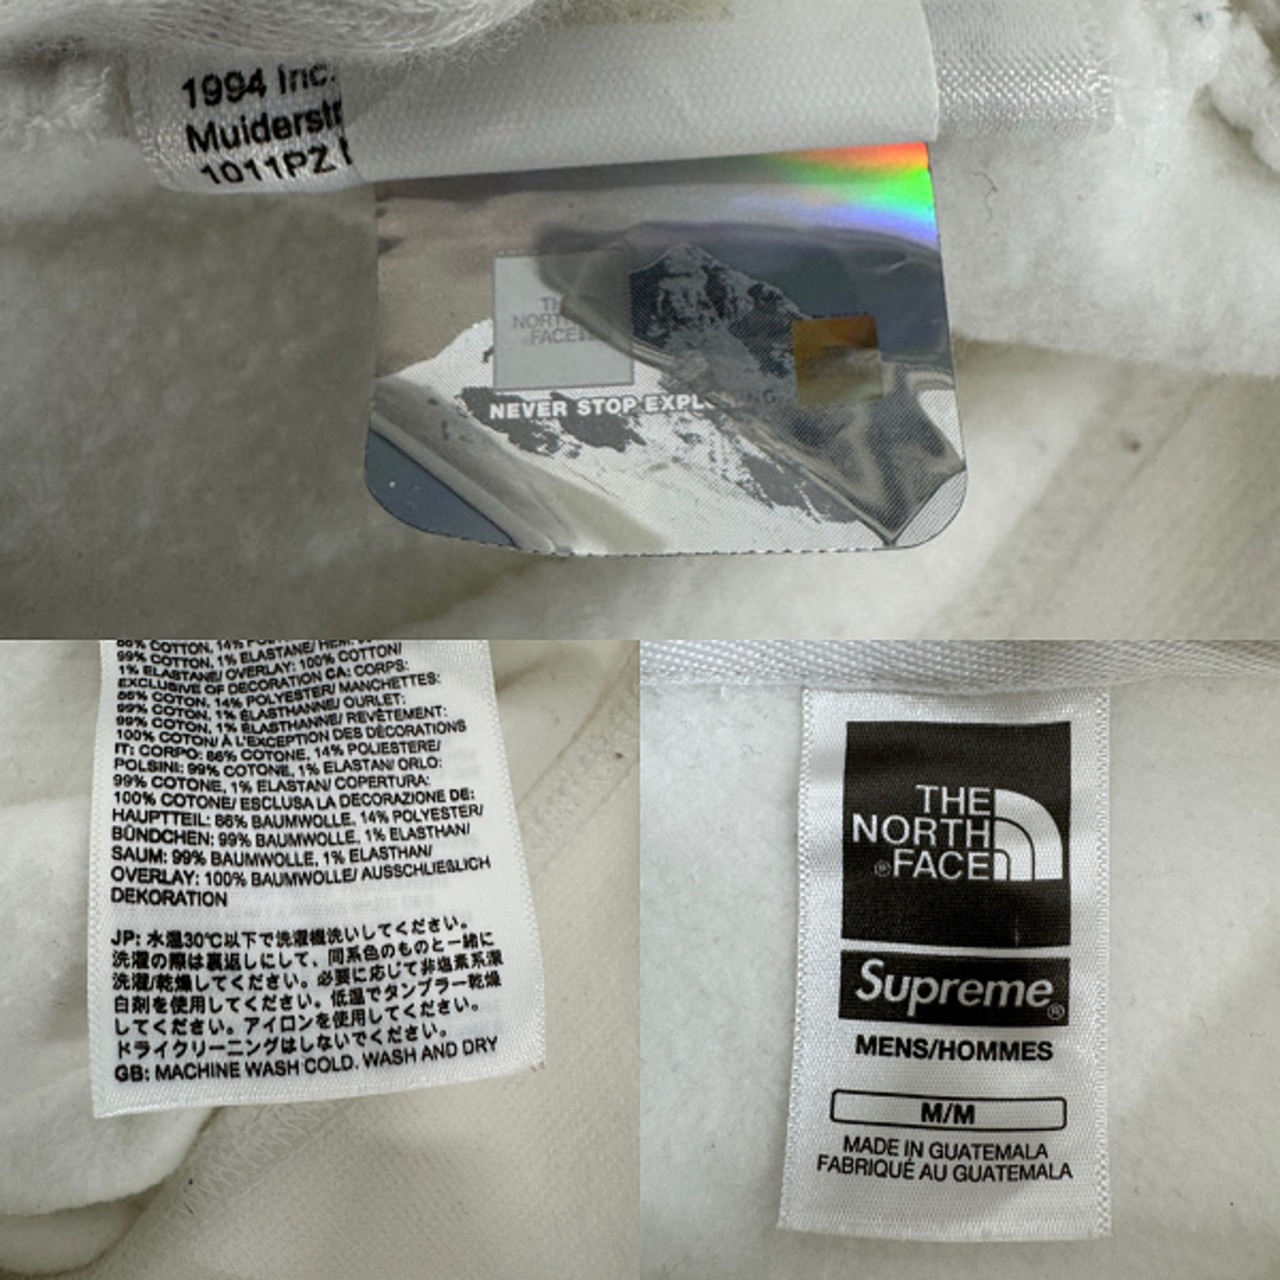 1994 Inc.
Muiderstr
1011PZ
THE
NORTH
FACE
NEVER STOP EXPLORING
86% COTTON, 14%
99% COTTON, 1% ELASTANE/ HEM:
1% ELASTANE/ OVERLAY: 100% COTTON/
EXCLUSIVE OF DECORATION CA: CORPS:
86% COTON, 14% POLYESTER/ MANCHETTES:
99% COTON, 1% ÉLASTHANNE/ OURLET:
99% COTON, 1% ÉLASTHANNE/ REVÊTEMENT:
100% COTON/ À L'EXCEPTION DES DÉCORATIONS
IT: CORPO: 86% COTONE, 14% POLIESTERE/
POLSINI: 99% COTONE, 1% ELASTAN/ ORLO:
99% COTONE, 1% ELASTAN/ COPERTURA:
100% COTONE/ ESCLUSA LA DECORAZIONE DE:
HAUPTTEIL: 86% BAUMWOLLE, 14% POLYESTER/
BÜNDCHEN: 99% BAUMWOLLE, 1% ELASTHAN/
SAUM: 99% BAUMWOLLE, 1% ELASTHAN/
OVERLAY: 100% BAUMWOLLE/ AUSSCHLIEßLICH
DEKORATION
JP: 水温30℃以下で洗濯機洗いしてください。
洗濯の際は裏返しにして、同系色のものと一緒に
洗濯/乾燥してください。必要に応じて非塩素系漂
白剤を使用してください。低温でタンブラー乾燥
してください。アイロンを使用してください。
ドライクリーニングはしないでください。
GB: MACHINE WASH COLD. WASH AND DRY
THE
NORTH
®FACE
Supreme®
MENS/HOMMES
M/M
MADE IN GUATEMALA
FABRIQUÉ AU GUATEMALA